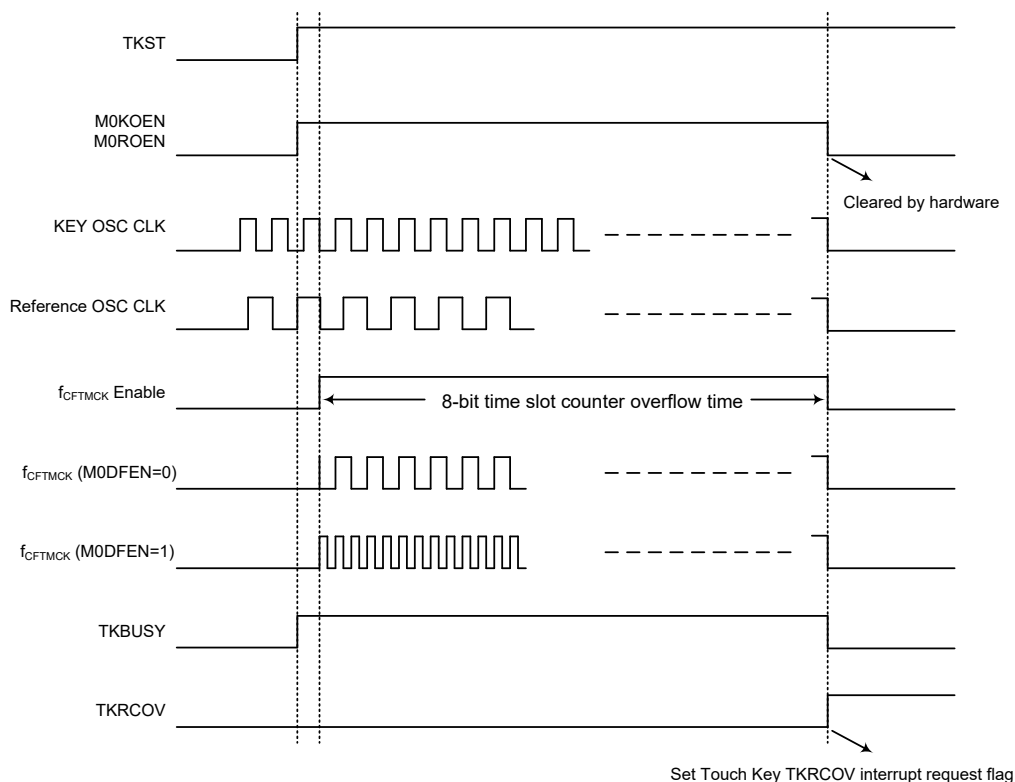 TKST
M0KOEN
M0ROEN
Cleared by hardware
KEY OSC CLK
Reference OSC CLK
fCFTMCK Enable
8-bit time slot counter overflow time
fCFTMCK (M0DFEN=0)
fCFTMCK (M0DFEN=1)
TKBUSY
TKRCOV
Set Touch Key TKRCOV interrupt request flag